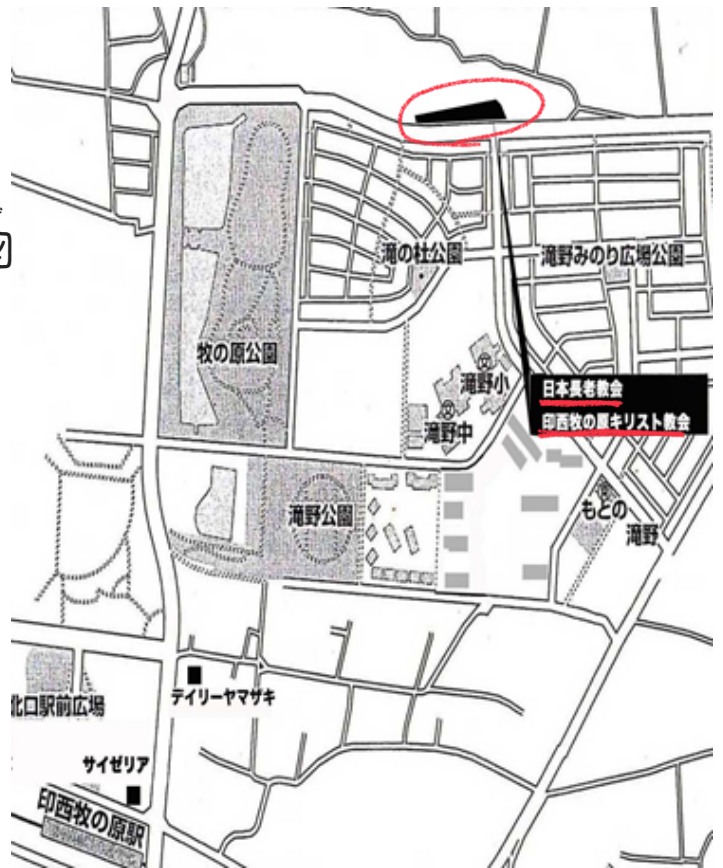 滝の杜公園
滝野みのり広場公園
牧の原公園
滝野小
日本長老教会
印西牧の原キリスト教会
滝野中
滝野公園
もとの
滝野
デイリーヤマザキ
北口駅前広場
サイゼリア
印西牧の原駅